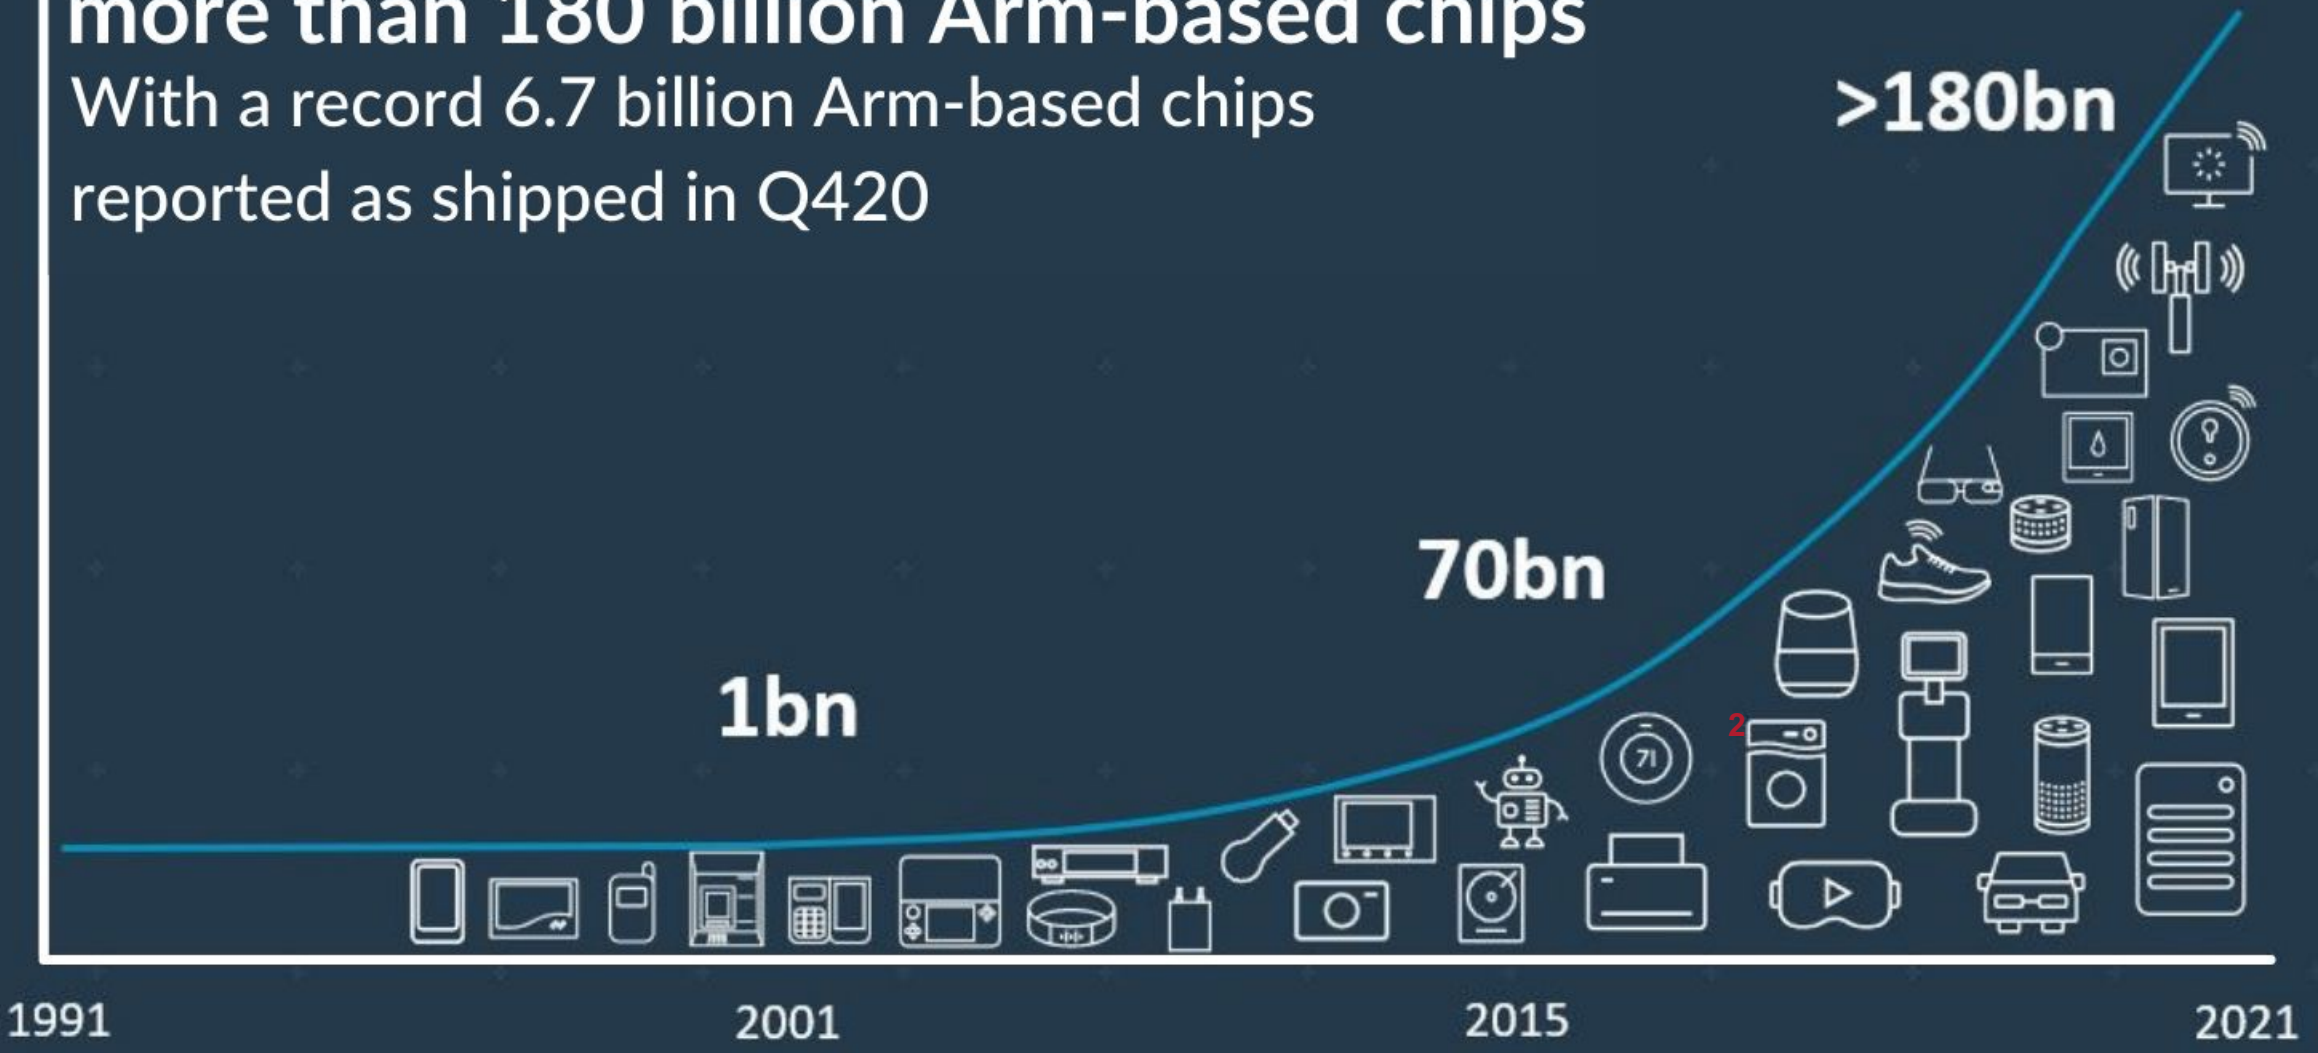 more than 180 billion Arm-based chips
With a record 6.7 billion Arm-based chips
reported as shipped in Q420
>180bn
70bn
1bn
71
2
1991
2001
2015
2021